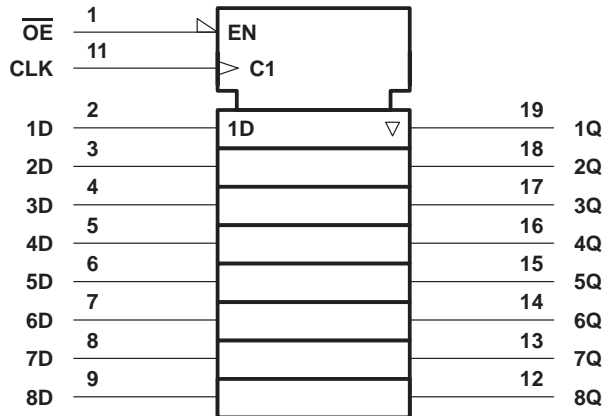 OE 1 EN
CLK 11 C1
1D 2 1D 19 1Q
2D 3 18 2Q
3D 4 17 3Q
4D 5 16 4Q
5D 6 15 5Q
6D 7 14 6Q
7D 8 13 7Q
8D 9 12 8Q